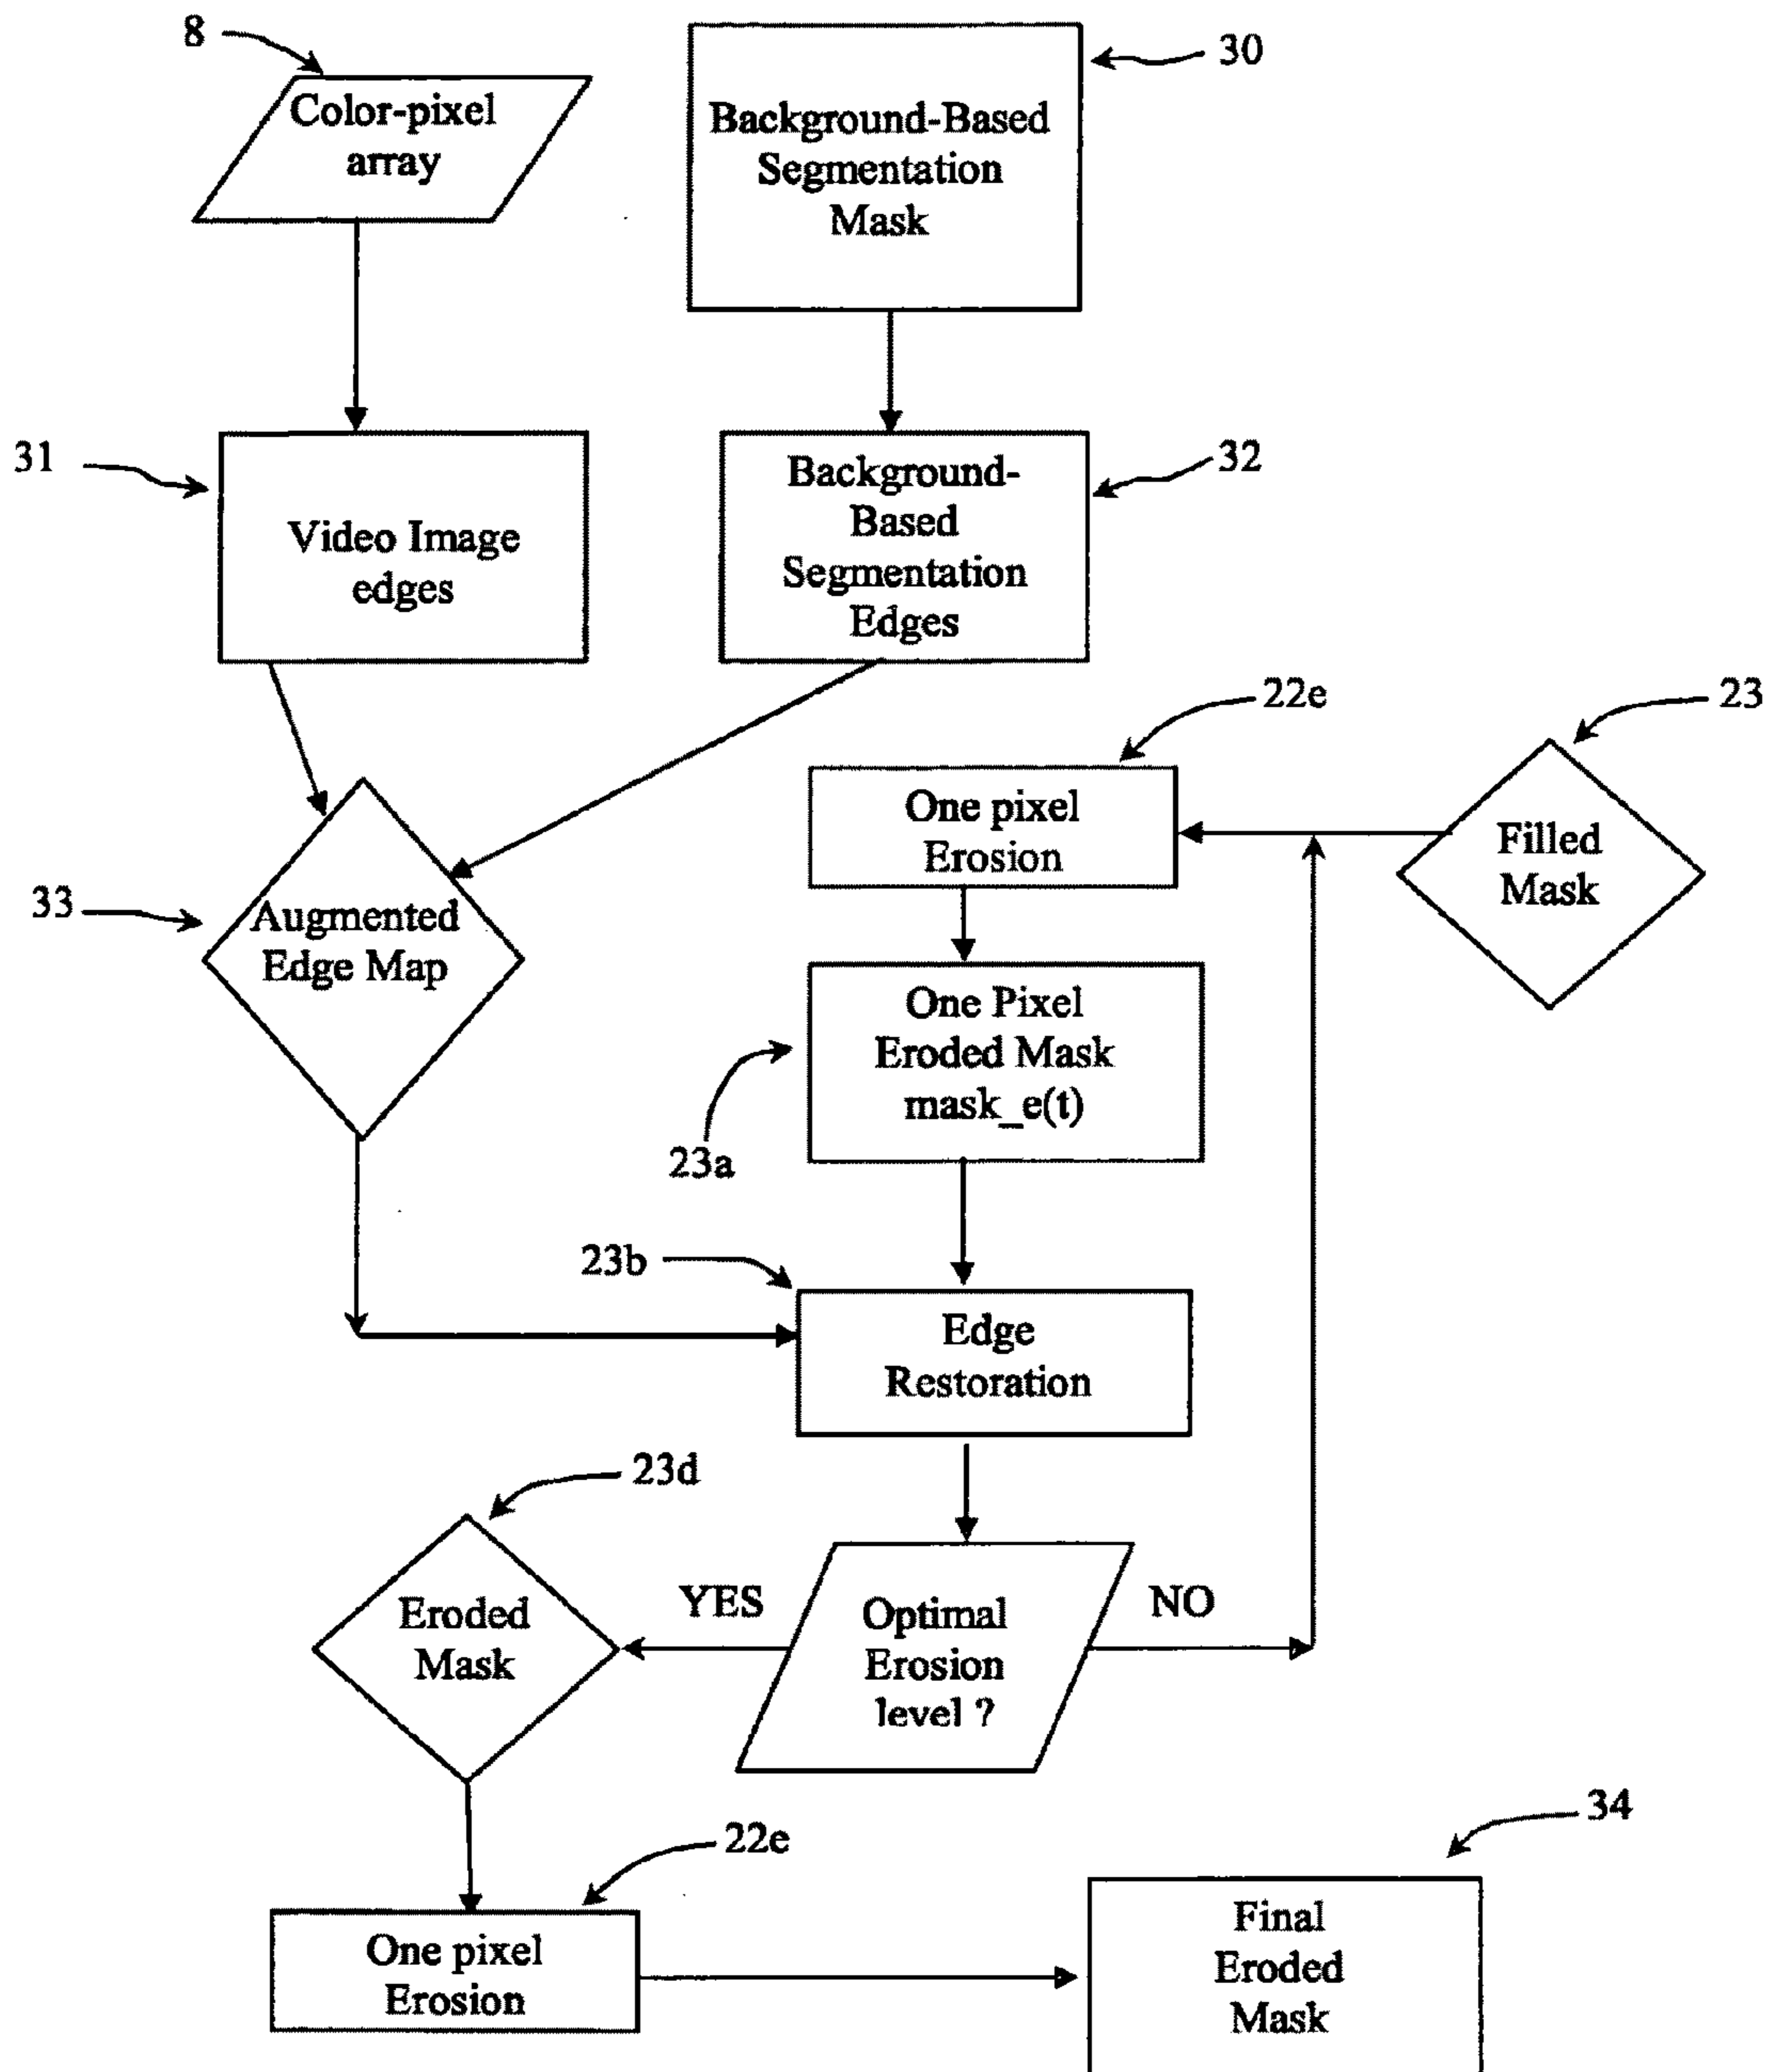 8
30
Color-pixel
array
Background-Based
Segmentation
Mask
31
Video Image
edges
Background-
Based
Segmentation
Edges
32
22e
23
One pixel
Erosion
Filled
Mask
33
Augmented
Edge Map
One Pixel
Eroded Mask
mask_e(t)
23a
23b
Edge
Restoration
23d
Eroded
Mask
YES
Optimal
Erosion
level ?
NO
34
22e
One pixel
Erosion
Final
Eroded
Mask